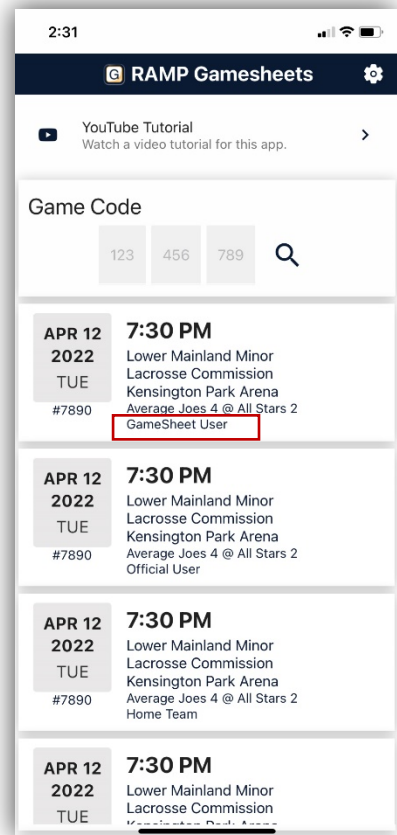 2:31
G RAMP Gamesheets
YouTube Tutorial
Watch a video tutorial for this app.
Game Code
123 456 789
APR 12
2022
TUE
#7890
7:30 PM
Lower Mainland Minor
Lacrosse Commission
Kensington Park Arena
Average Joes 4 @ All Stars 2
GameSheet User
APR 12
2022
TUE
#7890
7:30 PM
Lower Mainland Minor
Lacrosse Commission
Kensington Park Arena
Average Joes 4 @ All Stars 2
Official User
APR 12
2022
TUE
#7890
7:30 PM
Lower Mainland Minor
Lacrosse Commission
Kensington Park Arena
Average Joes 4 @ All Stars 2
Home Team
APR 12
2022
TUE
7:30 PM
Lower Mainland Minor
Lacrosse Commission
Kensington Park Arena